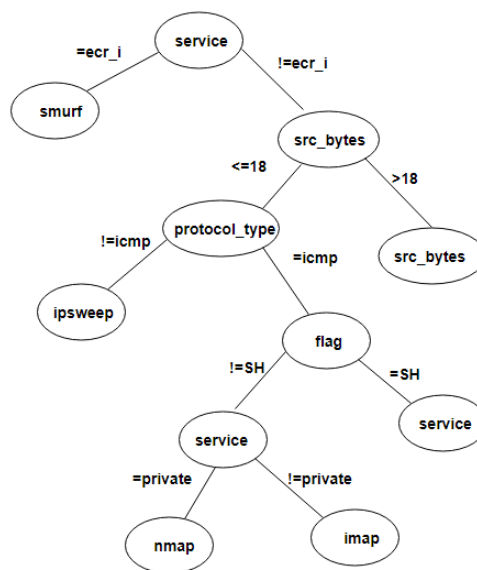 service
=ecr_i
!=ecr_i
smurf
src_bytes
<=18
>18
protocol_type
src_bytes
!=icmp
=icmp
ipsweep
flag
!=SH
=SH
service
service
=private
!=private
nmap
imap